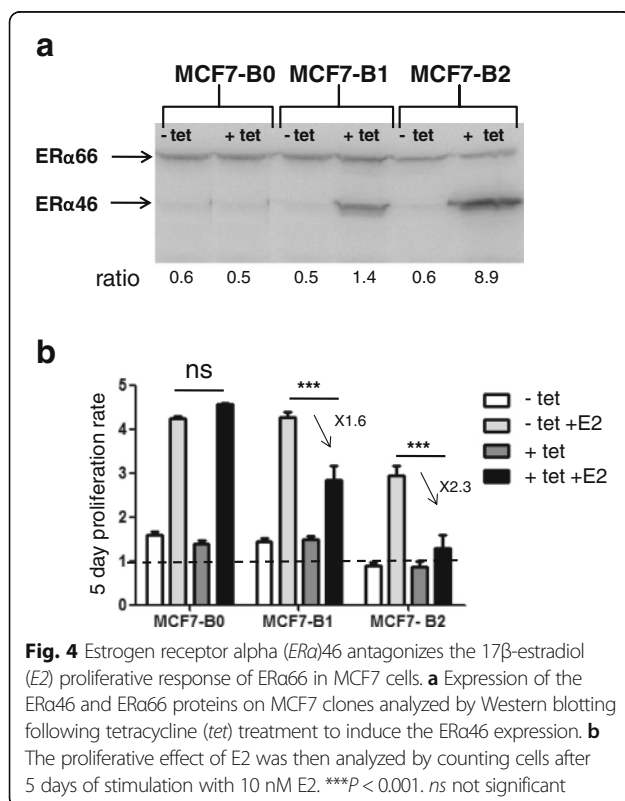 a
MCF7-B0 MCF7-B1 MCF7-B2
- tet + tet - tet + tet - tet + tet
ERα66
ERα46
ratio 0.6 0.5 0.5 1.4 0.6 8.9
b
ns
***
X1.6
***
X2.3
- tet
- tet +E2
+ tet
+ tet +E2
5 day proliferation rate
5
4
3
2
1
0
MCF7-B0 MCF7-B1 MCF7- B2
Fig. 4 Estrogen receptor alpha (ERα)46 antagonizes the 17β-estradiol
(E2) proliferative response of ERα66 in MCF7 cells. a Expression of the
ERα46 and ERα66 proteins on MCF7 clones analyzed by Western blotting
following tetracycline (tet) treatment to induce the ERα46 expression. b
The proliferative effect of E2 was then analyzed by counting cells after
5 days of stimulation with 10 nM E2. ***P < 0.001. ns not significant